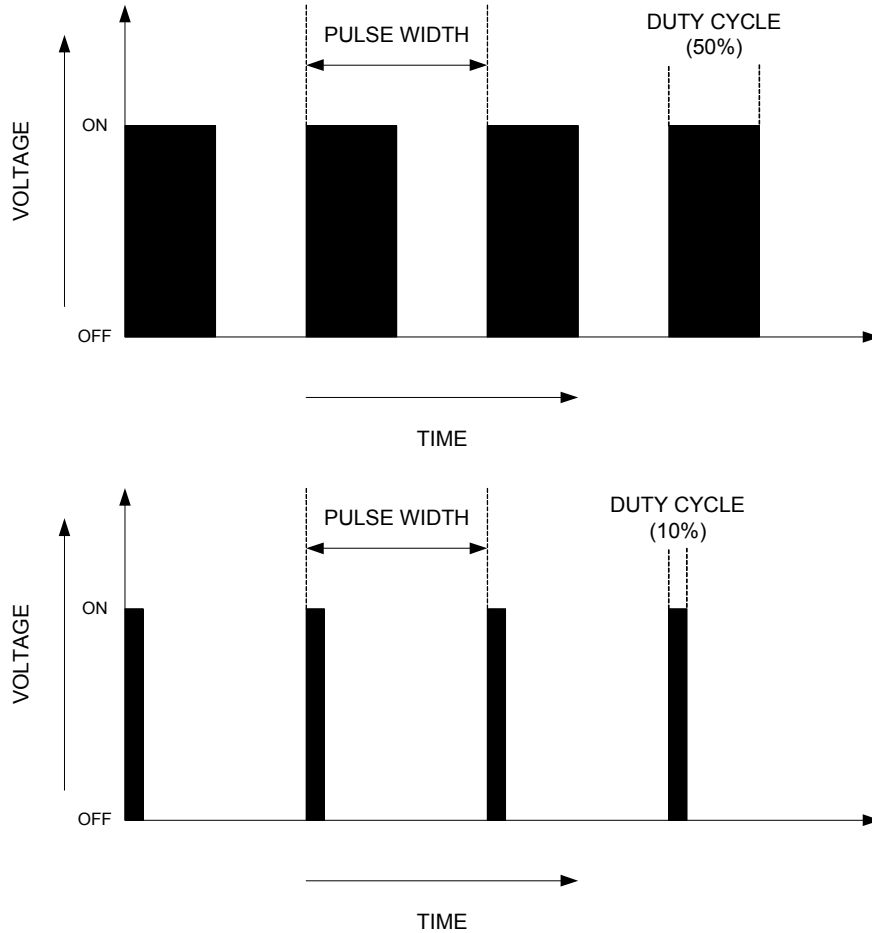 PULSE WIDTH
DUTY CYCLE
(50%)
ON
VOLTAGE
OFF
TIME
PULSE WIDTH
DUTY CYCLE
(10%)
ON
VOLTAGE
OFF
TIME